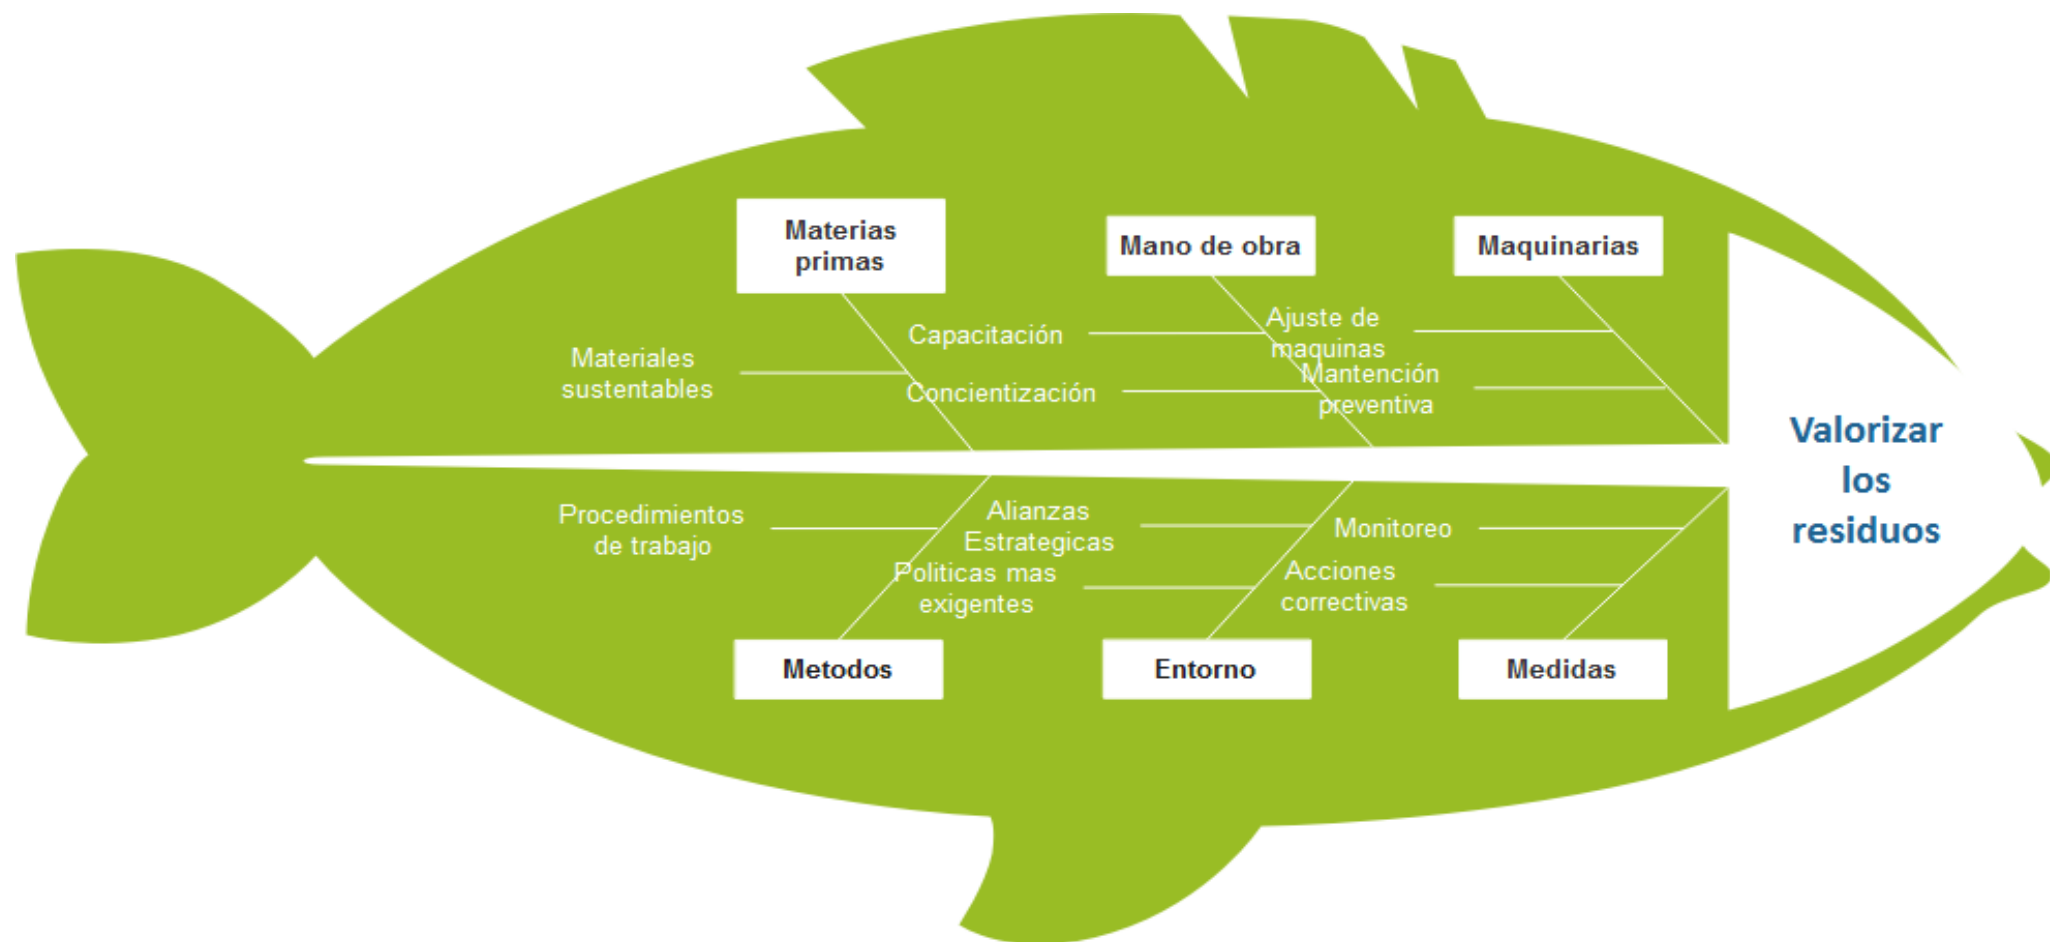 Materias
primas
Mano de obra
Maquinarias
Materiales
sustentables
Capacitación
Concientización
Ajuste de
maquinas
Mantención
preventiva
Valorizar
los
residuos
Procedimientos
de trabajo
Alianzas
Estrategicas
Politicas mas
exigentes
Monitoreo
Acciones
correctivas
Metodos
Entorno
Medidas